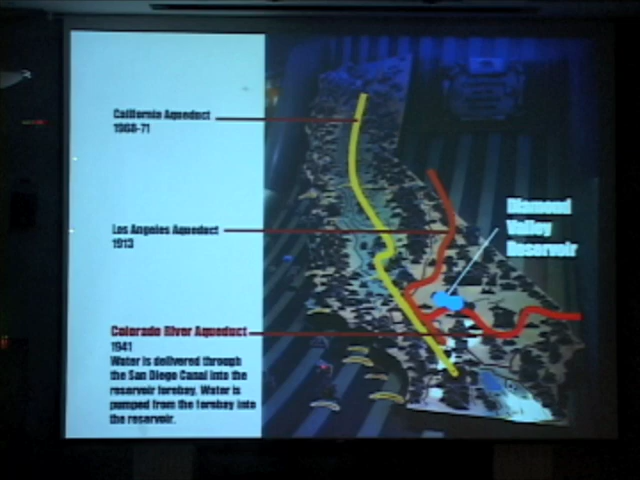 California Aqueduct
1968-71
Los Angeles Aqueduct
1913
Diamond
Valley
Reservoir
Colorado River Aqueduct
1941
Water is delivered through
the San Diego Canal into the
reservoir forebay. Water is
pumped from the forebay into
the reservoir.